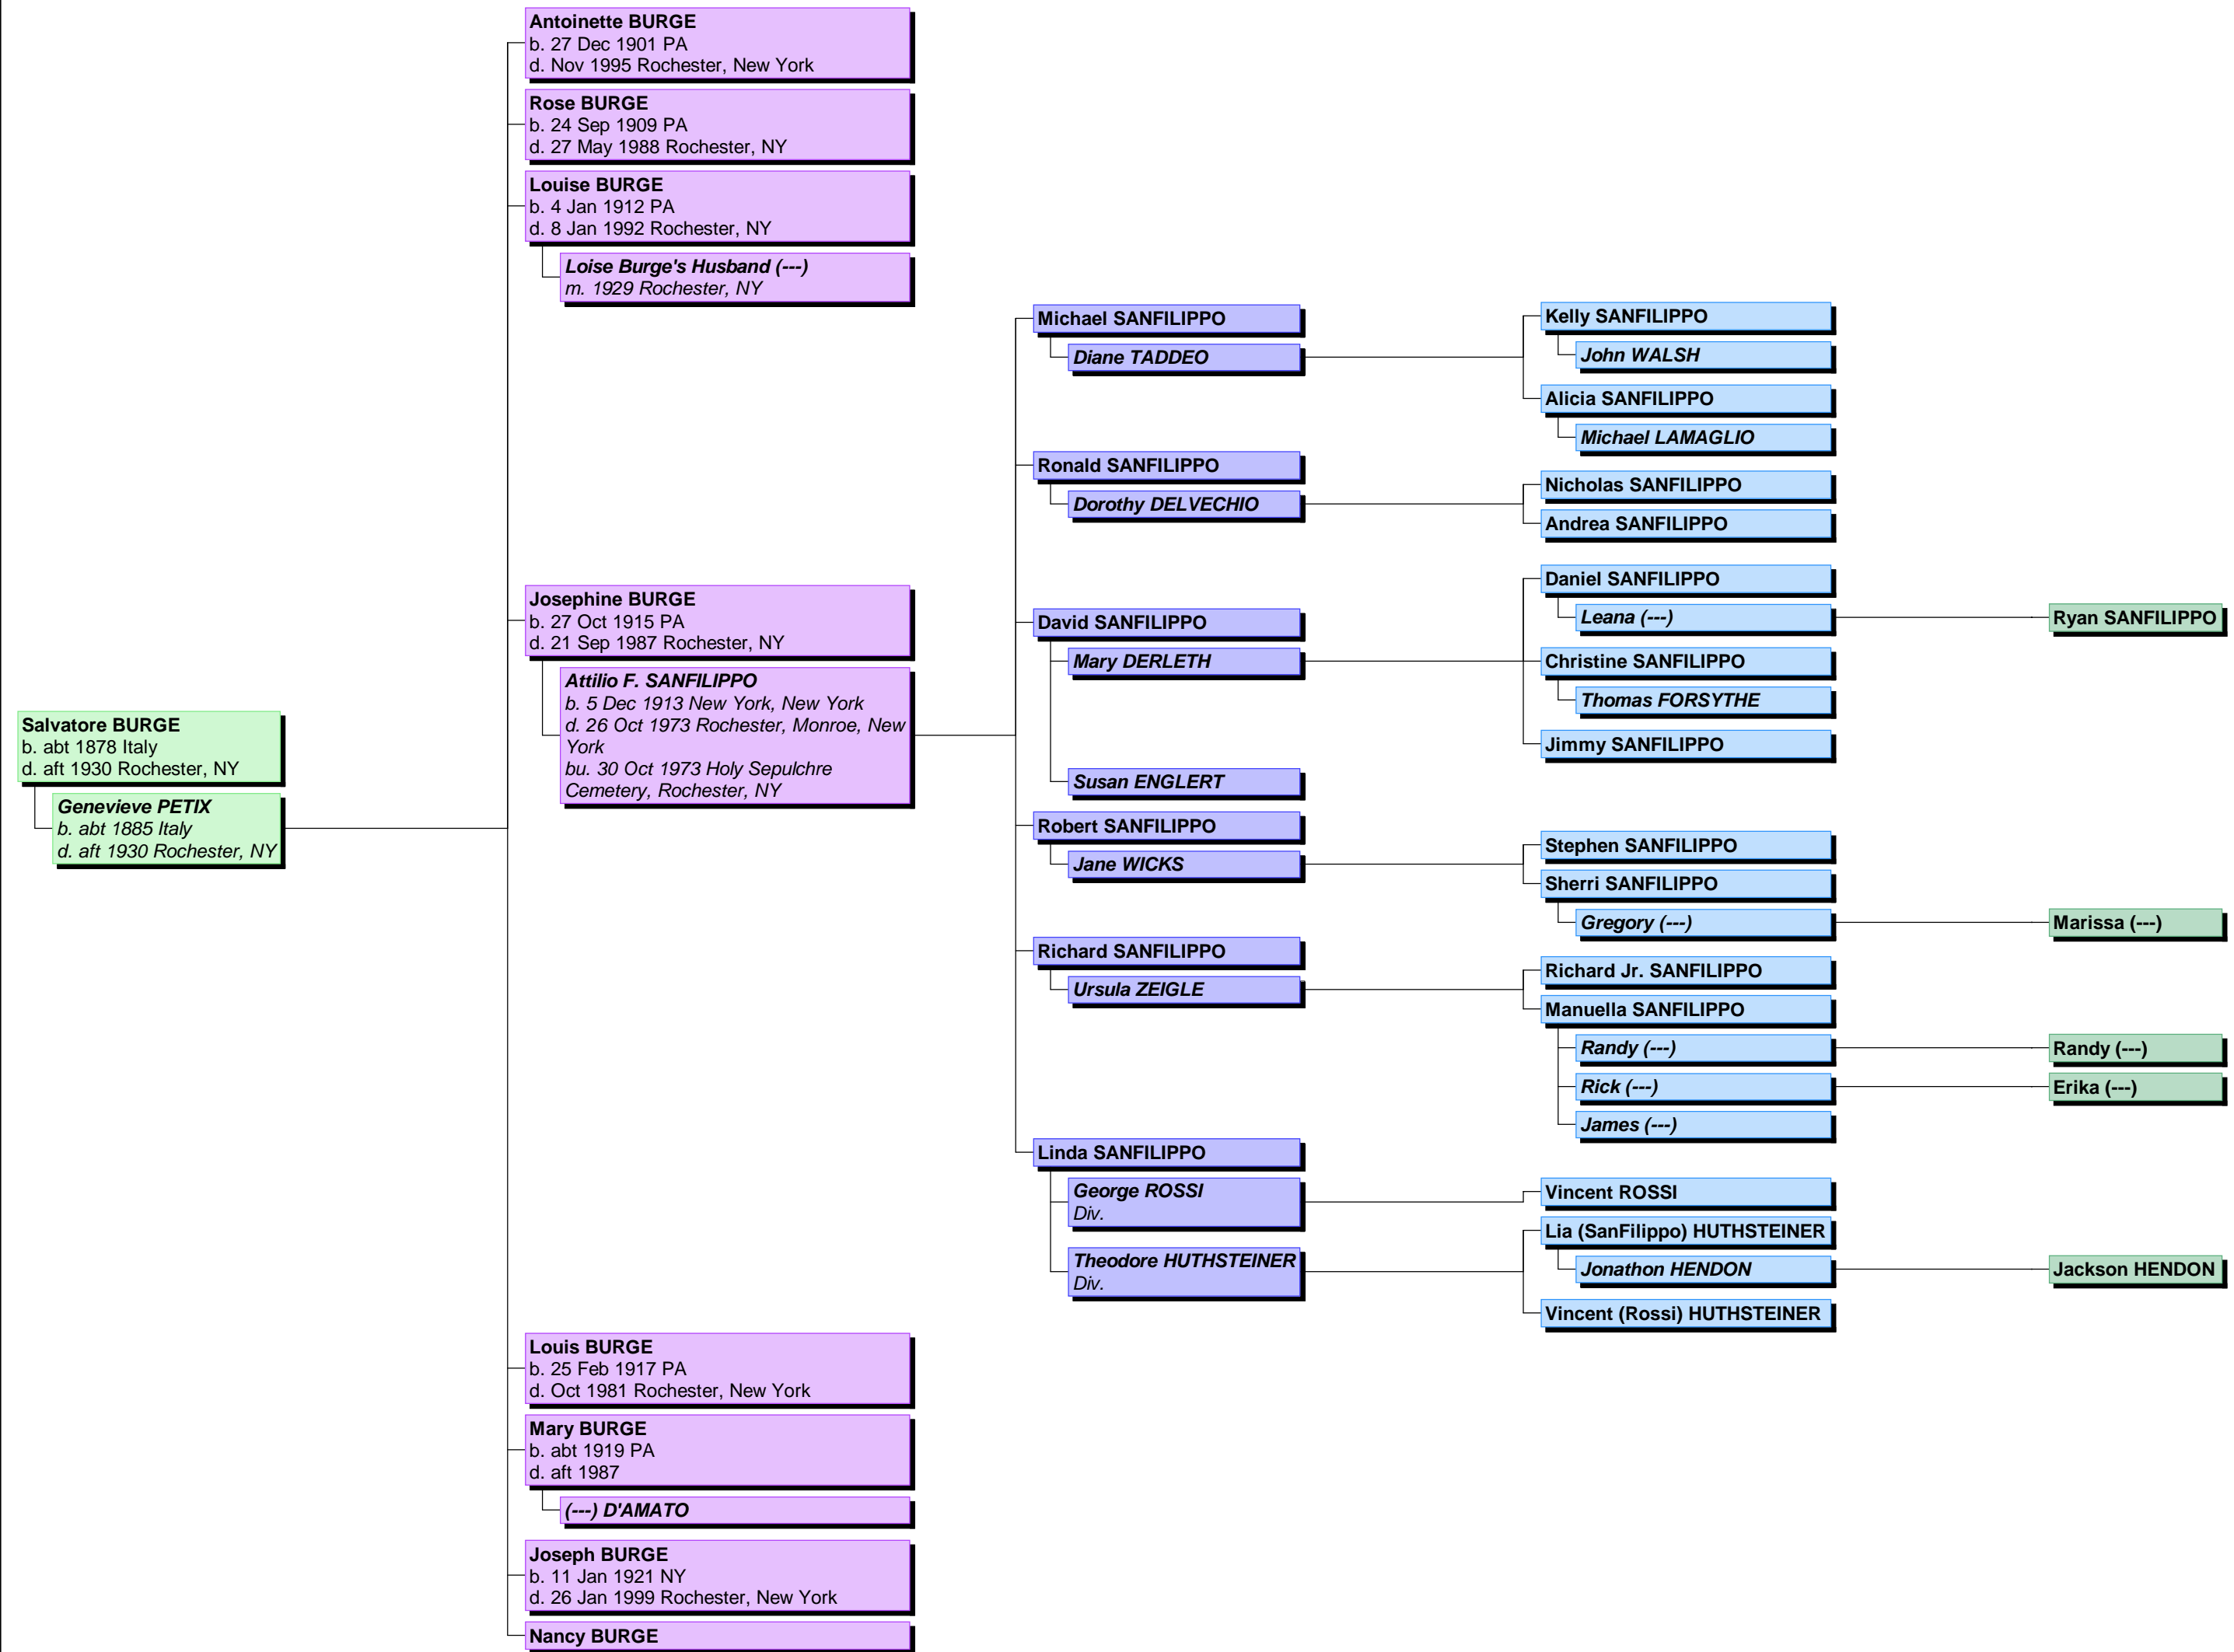 Antoinette BURGE
b. 27 Dec 1901 PA
d. Nov 1995 Rochester, New York
Rose BURGE
b. 24 Sep 1909 PA
d. 27 May 1988 Rochester, NY
Louise BURGE
b. 4 Jan 1912 PA
d. 8 Jan 1992 Rochester, NY
Loise Burge's Husband (---)
m. 1929 Rochester, NY
Josephine BURGE
b. 27 Oct 1915 PA
d. 21 Sep 1987 Rochester, NY
Attilio F. SANFILIPPO
b. 5 Dec 1913 New York, New York
d. 26 Oct 1973 Rochester, Monroe, New
York
bu. 30 Oct 1973 Holy Sepulchre
Cemetery, Rochester, NY
Salvatore BURGE
b. abt 1878 Italy
d. aft 1930 Rochester, NY
Genevieve PETIX
b. abt 1885 Italy
d. aft 1930 Rochester, NY
Louis BURGE
b. 25 Feb 1917 PA
d. Oct 1981 Rochester, New York
Mary BURGE
b. abt 1919 PA
d. aft 1987
(---) D'AMATO
Joseph BURGE
b. 11 Jan 1921 NY
d. 26 Jan 1999 Rochester, New York
Nancy BURGE
Michael SANFILIPPO
Diane TADDEO
Ronald SANFILIPPO
Dorothy DELVECHIO
David SANFILIPPO
Mary DERLETH
Susan ENGLERT
Robert SANFILIPPO
Jane WICKS
Richard SANFILIPPO
Ursula ZEIGLE
Linda SANFILIPPO
George ROSSI
Div.
Theodore HUTHSTEINER
Div.
Kelly SANFILIPPO
John WALSH
Alicia SANFILIPPO
Michael LAMAGLIO
Nicholas SANFILIPPO
Andrea SANFILIPPO
Daniel SANFILIPPO
Leana (---)
Christine SANFILIPPO
Thomas FORSYTHE
Jimmy SANFILIPPO
Stephen SANFILIPPO
Sherri SANFILIPPO
Gregory (---)
Richard Jr. SANFILIPPO
Manuella SANFILIPPO
Randy (---)
Rick (---)
James (---)
Vincent ROSSI
Lia (SanFilippo) HUTHSTEINER
Jonathon HENDON
Vincent (Rossi) HUTHSTEINER
Ryan SANFILIPPO
Marissa (---)
Randy (---)
Erika (---)
Jackson HENDON